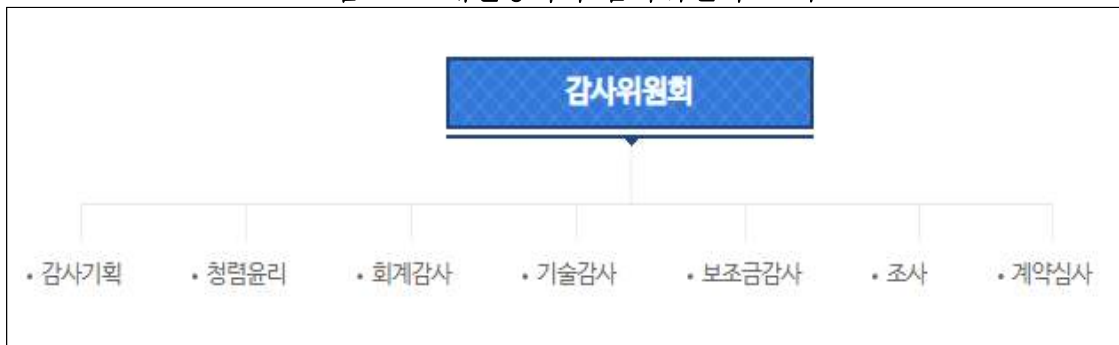 감사위원회
• 감사기획 • 청렴윤리 • 회계감사 • 기술감사 • 보조금감사 • 조사 • 계약심사